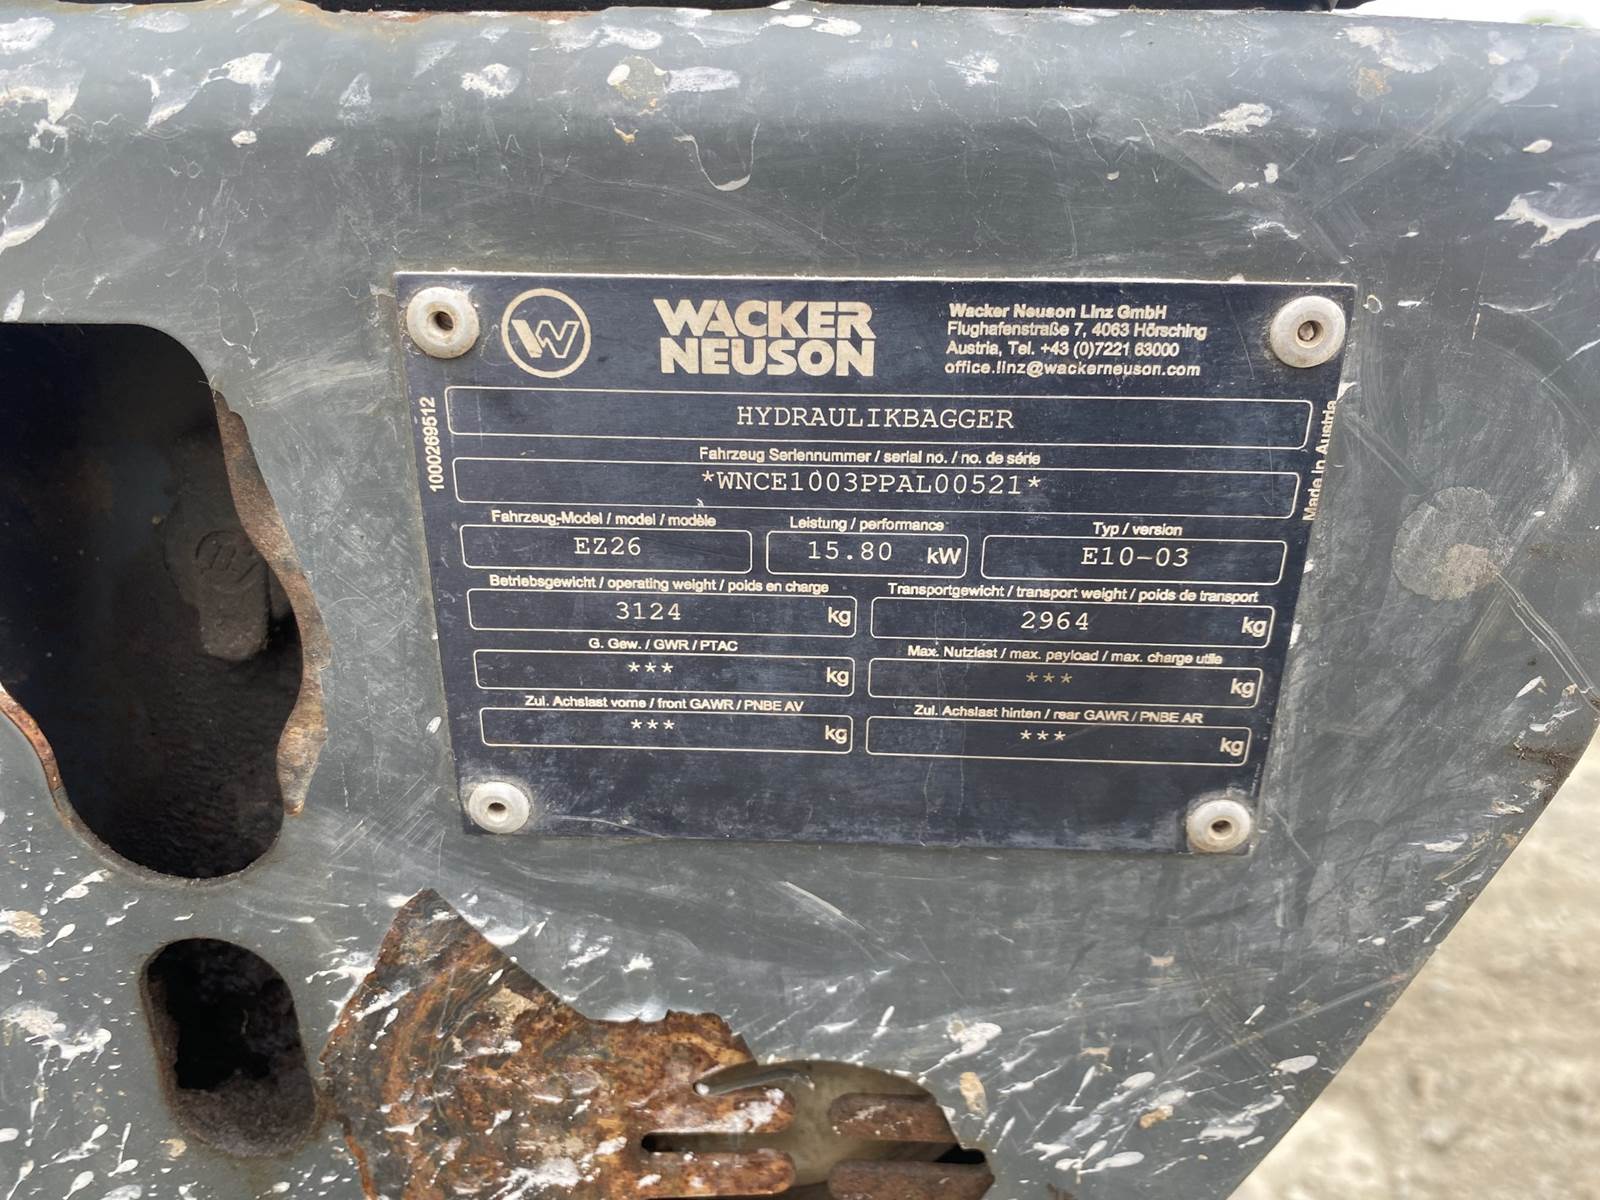 W
WACKER
NEUSON
Wacker Neuson Linz GmbH
Flughafenstraße 7, 4063 Hörsching
Austria, Tel. +43 (0)7221 63000
office.linz@wackerneuson.com
1000269512
HYDRAULIKBAGGER
Made in Austria
Fahrzeug Seriennummer / serial no. / no. de série
*WNCE1003PPAL00521*
Fahrzeug-Model / model / modèle
EZ26
Leistung / performance
15.80 kW
Typ / version
E10-03
Betriebsgewicht / operating weight / poids en charge
3124 kg
Transportgewicht / transport weight / poids de transport
2964 kg
G. Gew. / GWR / PTAC
*** kg
Max. Nutzlast / max. payload / max. charge utile
*** kg
Zul. Achslast vorne / front GAWR / PNBE AV
*** kg
Zul. Achslast hinten / rear GAWR / PNBE AR
*** kg